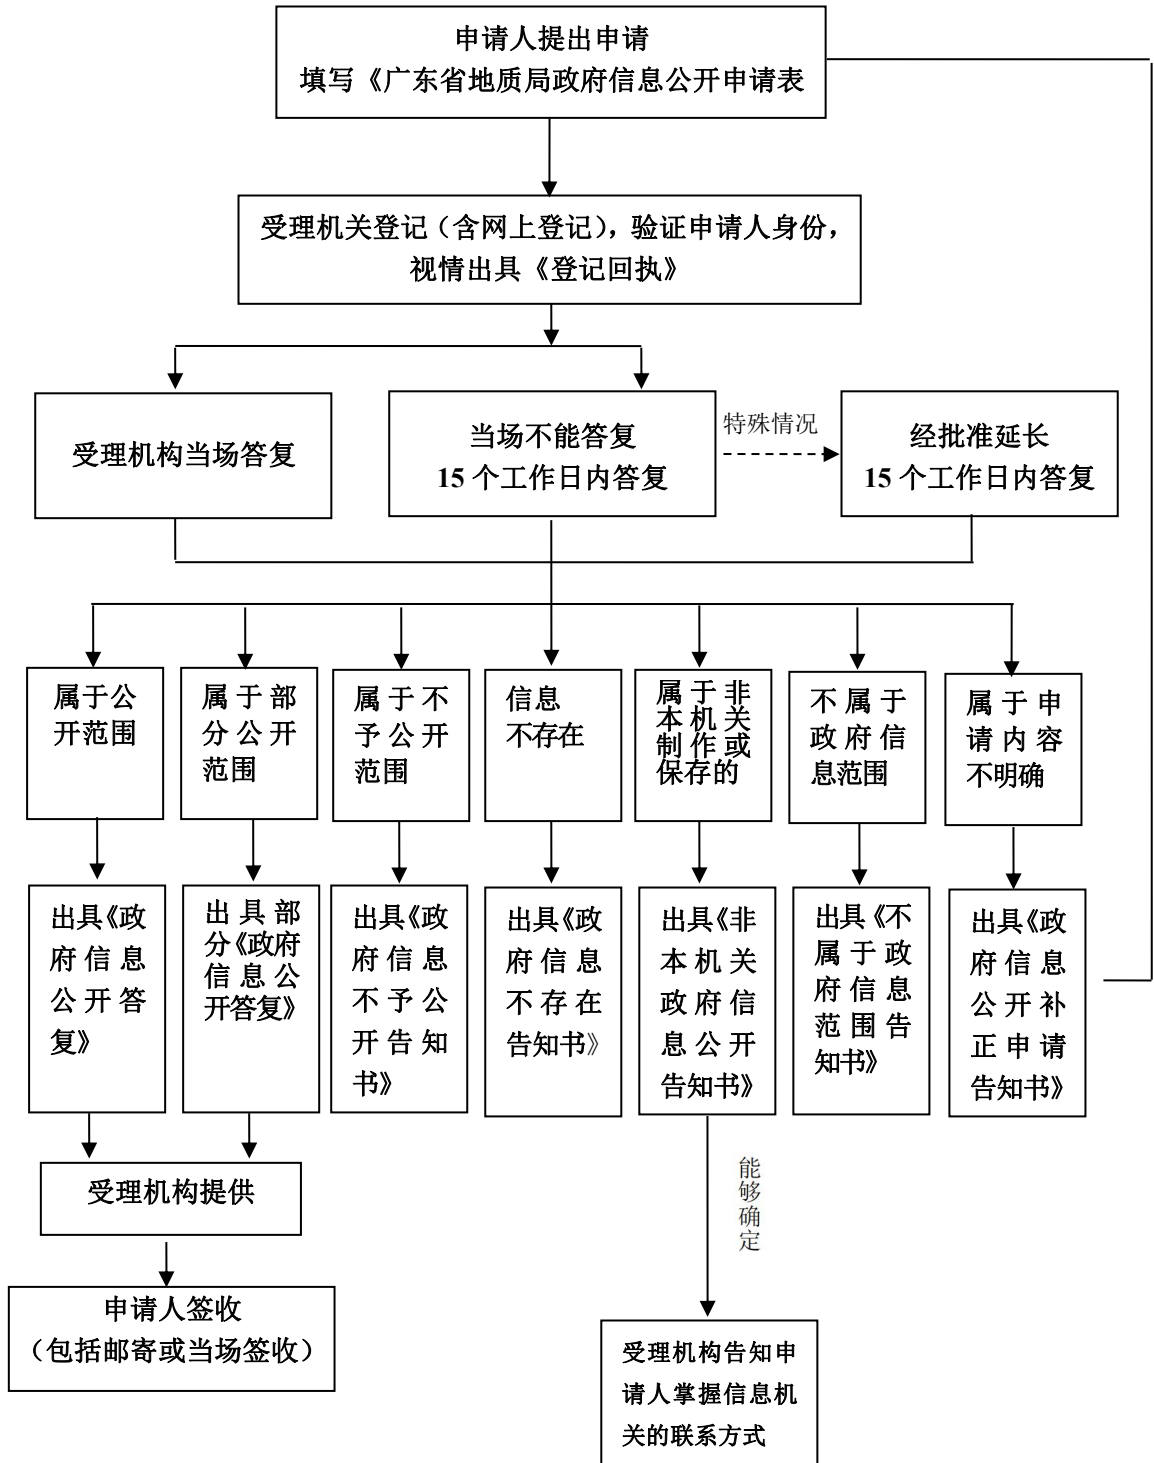 申请人提出申请
填写《广东省地质局政府信息公开申请表
受理机关登记（含网上登记），验证申请人身份，
视情出具《登记回执》
受理机构当场答复
当场不能答复
15 个工作日内答复
特殊情况
经批准延长
15 个工作日内答复
属于公
开范围
属于部
分公开
范围
属于不
予公开
范围
信息
不存在
属于非
本机关
制作或
保存的
不属于
政府信
息范围
属于申
请内容
不明确
出具《政
府信息
公开答
复》
出具部
分《政府
信息公
开答复》
出具《政
府信息
不予公
开告知
书》
出具《政
府信息
不存在
告知书》
出具《非
本机关
政府信
息公开
告知书》
出具《不
属于政
府信息
范围告
知书》
出具《政
府信息
公开补
正申请
告知书》
受理机构提供
能够确定
申请人签收
（包括邮寄或当场签收）
受理机构告知申
请人掌握信息机
关的联系方式